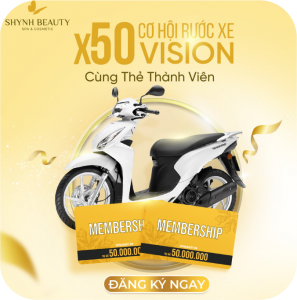 SHYNH BEAUTY
SPA & COSMETIC
X50 CƠ HỘI RƯỚC XE
VISION
Cùng Thẻ Thành Viên
MEMBERSHIP
50.000.000
MEMBERSHIP
50.000.000
ĐĂNG KÝ NGAY